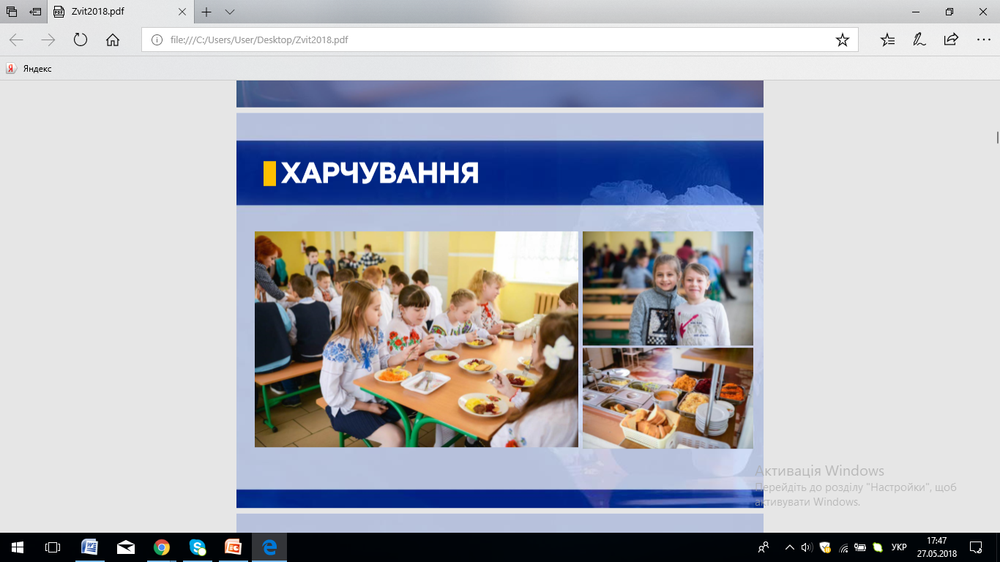 Zvit2018.pdf
file:///C:/Users/User/Desktop/Zvit2018.pdf
Яндекс
ХАРЧУВАННЯ
Активація Windows
Перейдіть до розділу "Настройки", щоб
активувати Windows.
УКР
17:47
27.05.2018